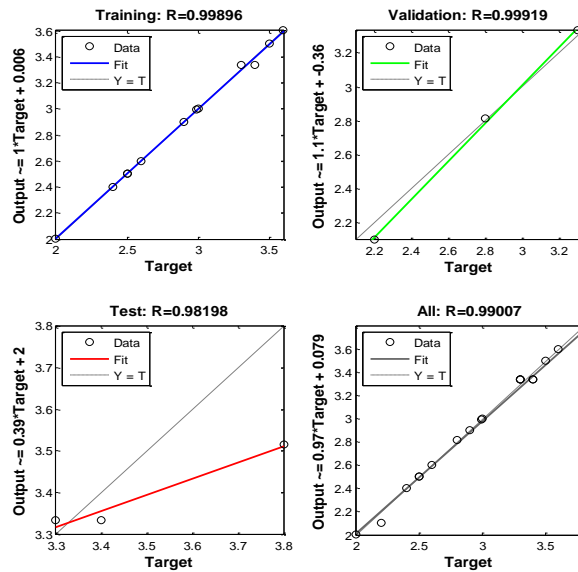 Training: R=0.99896
Output ~= 1*Target + 0.006
3.6
3.4
3.2
3
2.8
2.6
2.4
2.2
2
Data
Fit
Y = T
2
2.5
3
3.5
Target
Validation: R=0.99919
Output ~= 1.1*Target + -0.36
3.2
3
2.8
2.6
2.4
2.2
Data
Fit
Y = T
2.2
2.4
2.6
2.8
3
3.2
Target
Test: R=0.98198
Output ~= 0.39*Target + 2
3.8
3.7
3.6
3.5
3.4
3.3
Data
Fit
Y = T
3.3
3.4
3.5
3.6
3.7
3.8
Target
All: R=0.99007
Output ~= 0.97*Target + 0.079
3.6
3.4
3.2
3
2.8
2.6
2.4
2.2
2
Data
Fit
Y = T
2
2.5
3
3.5
Target